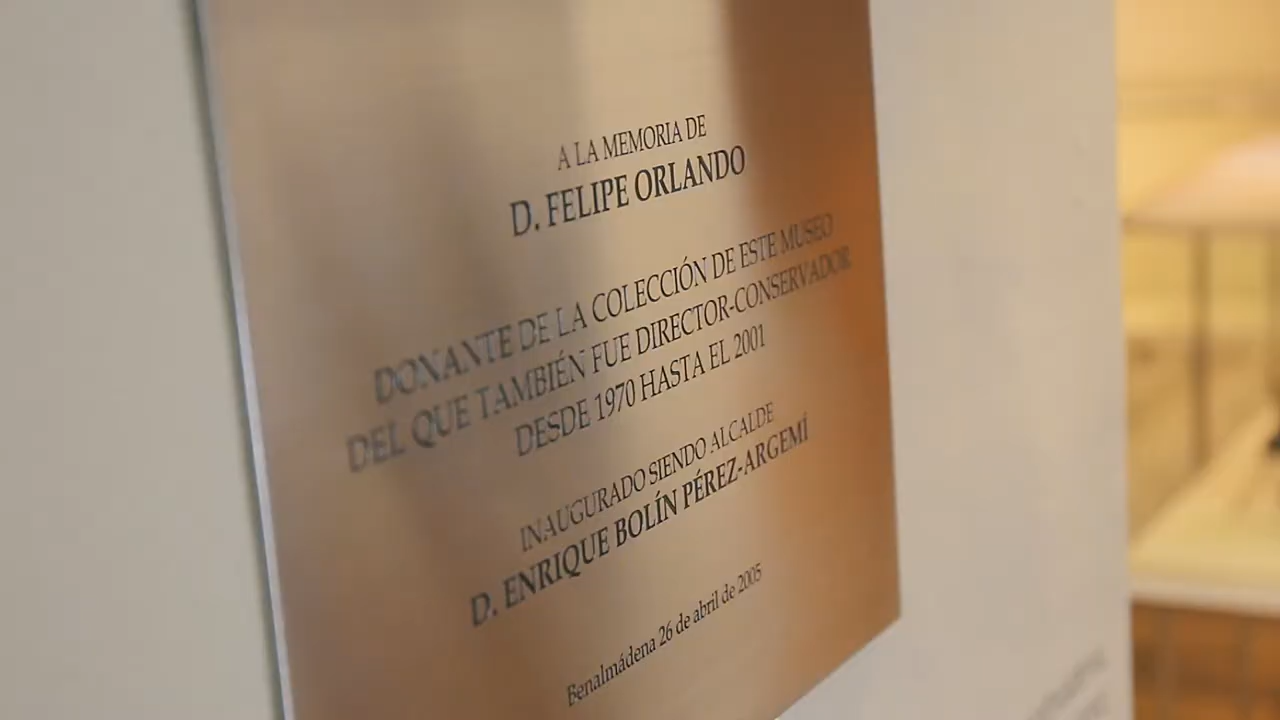 A LA MEMORIA DE
D. FELIPE ORLANDO
DONANTE DE LA COLECCIÓN DE ESTE MUSEO
DEL QUE TAMBIÉN FUE DIRECTOR-CONSERVADOR
DESDE 1970 HASTA EL 2001
INAUGURADO SIENDO ALCALDE
D. ENRIQUE BOLÍN PÉREZ-ARGEMÍ
Benalmádena 26 de abril de 2005